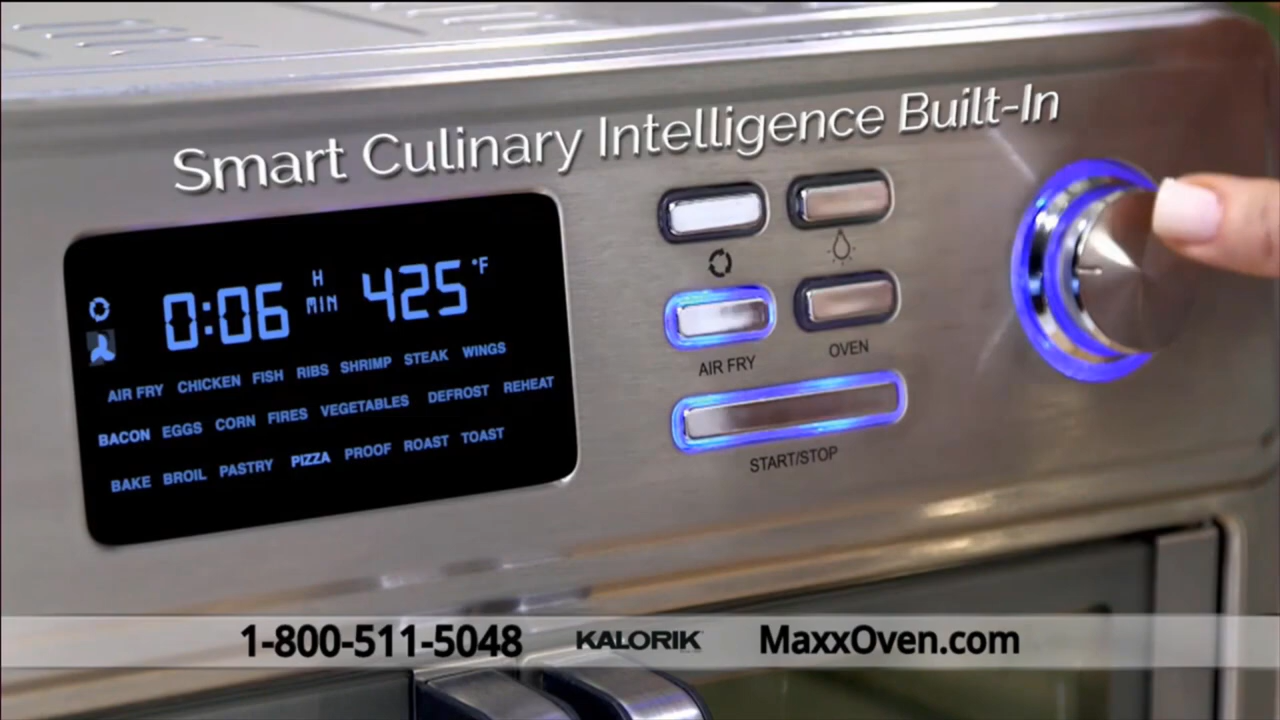 Smart Culinary Intelligence Built-In
0:06 H MIN 425 °F
AIR FRY CHICKEN FISH RIBS SHRIMP STEAK WINGS
BACON EGGS CORN FIRES VEGETABLES DEFROST REHEAT
BAKE BROIL PASTRY PIZZA PROOF ROAST TOAST
AIR FRY
OVEN
START/STOP
1-800-511-5048 KALORIK MaxxOven.com